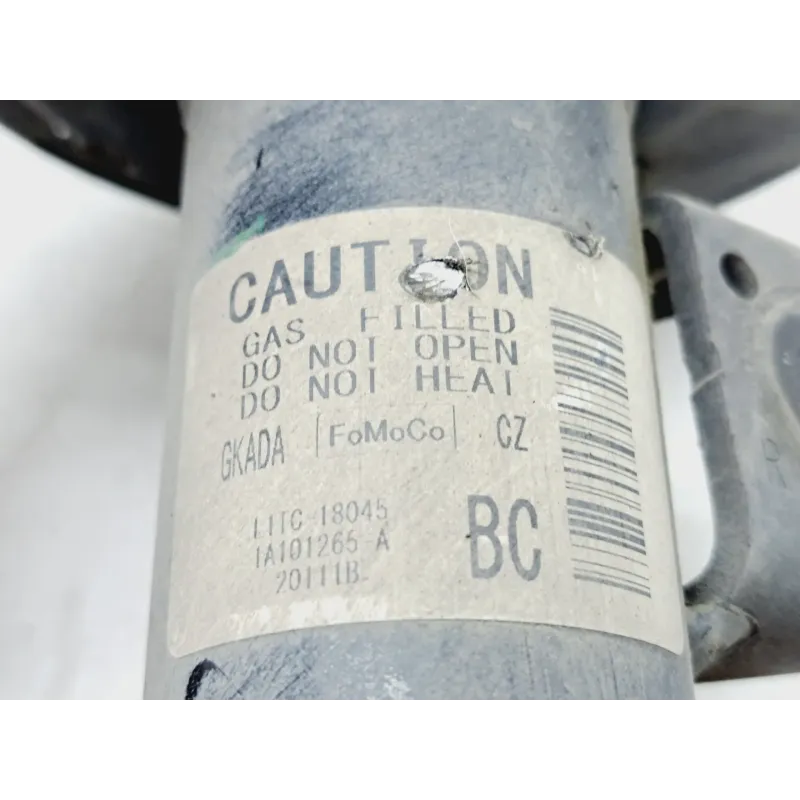 CAUTION
GAS FILLED
DO NOT OPEN
DO NOT HEAT
GKADA FoMoCo CZ
L1TC-18045 BC
1A101265-A
20111B
R